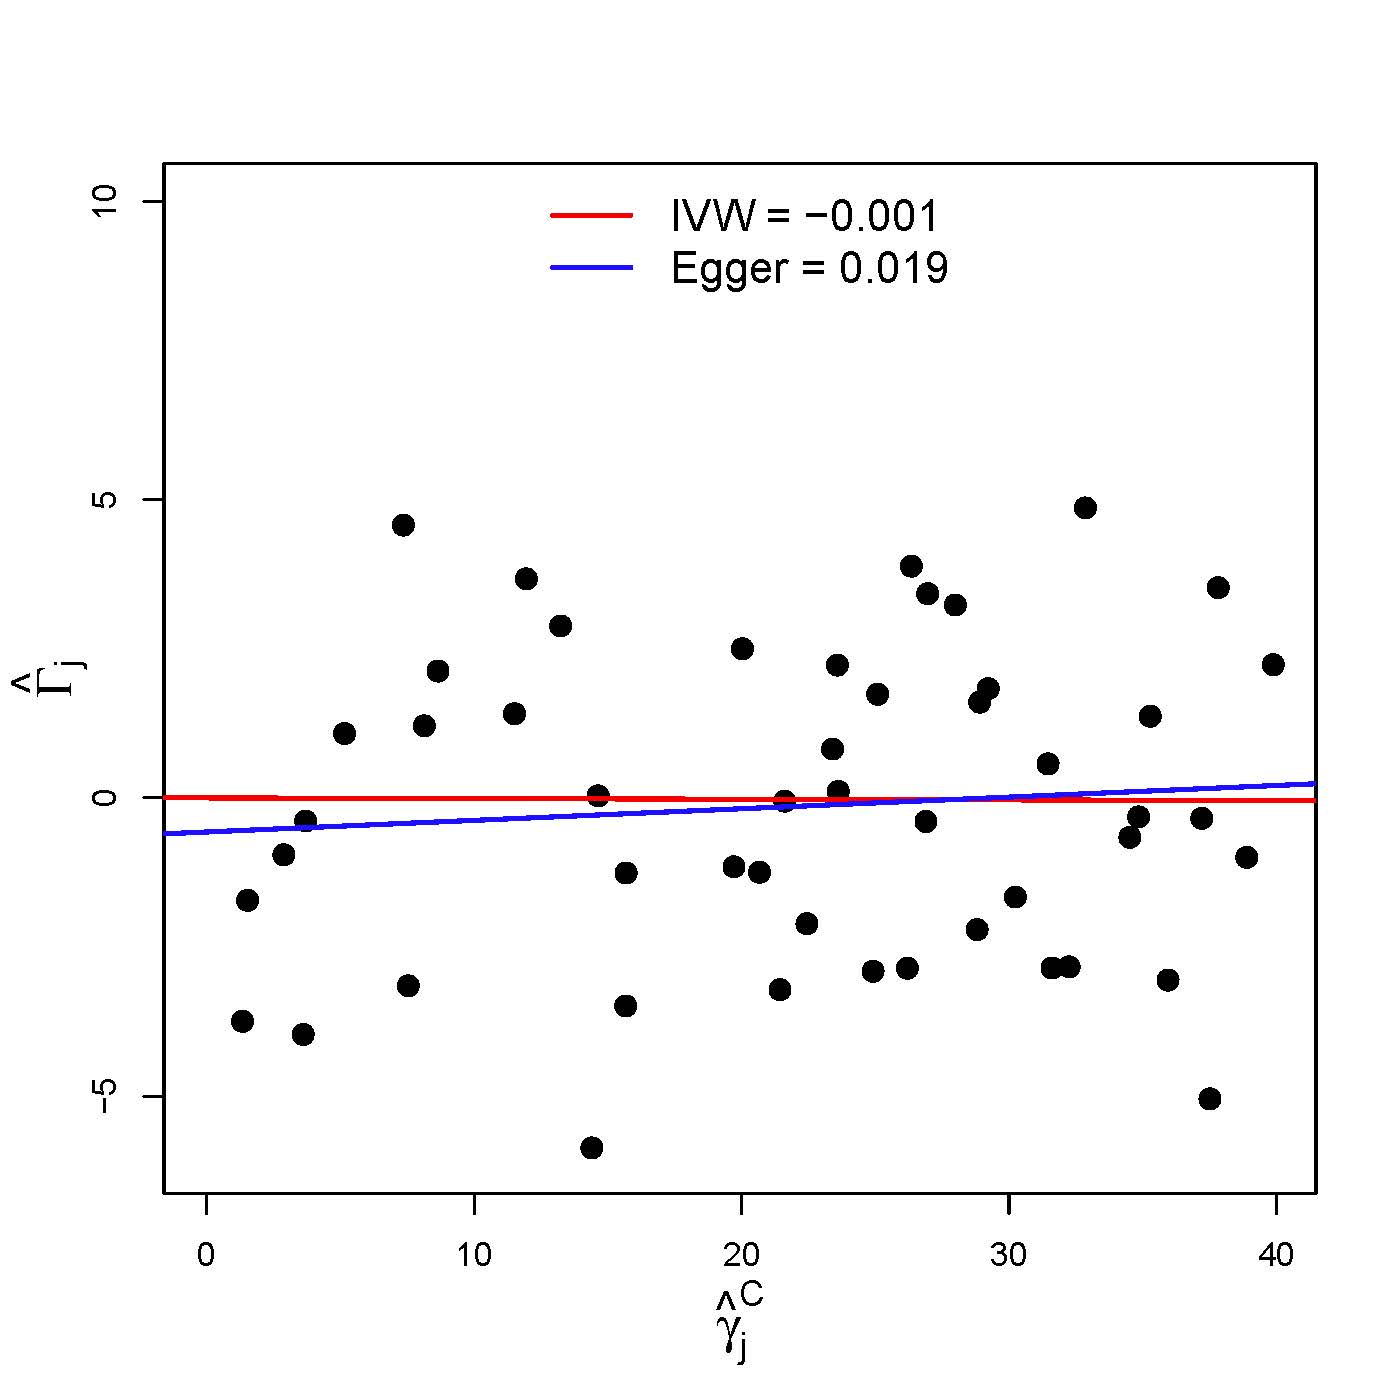 IVW = −0.001
Egger = 0.019
10
5
0
−5
Γ̂j
0 10 20 30 40
γ̂jC